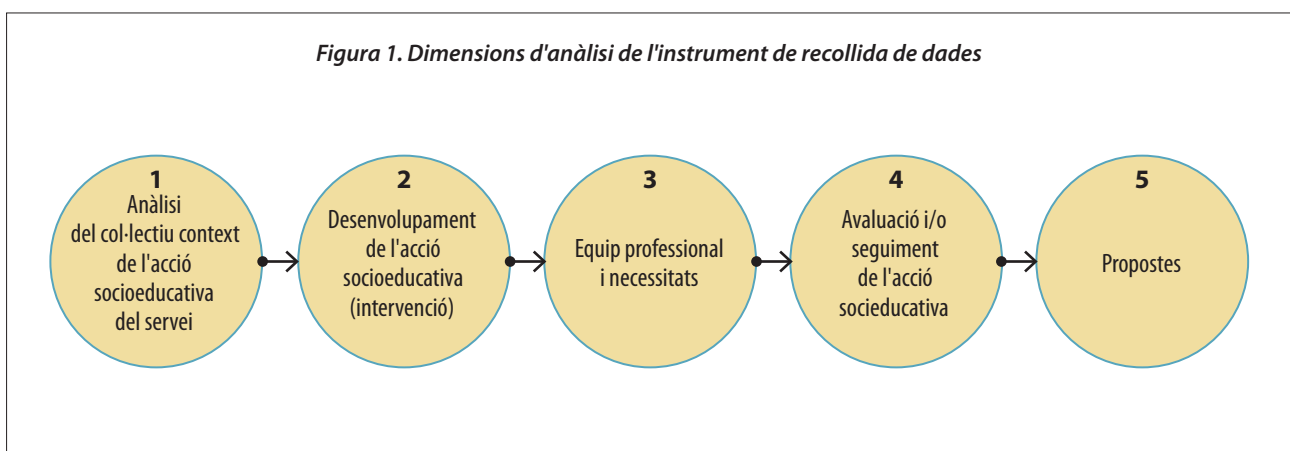 Figura 1. Dimensions d'anàlisi de l'instrument de recollida de dades
1
Anàlisi
del col·lectiu context
de l'acció
socioeducativa
del servei
2
Desenvolupament
de l'acció
socioeducativa
(intervenció)
3
Equip professional
i necessitats
4
Avaluació i/o
seguiment
de l'acció
socieducativa
5
Propostes